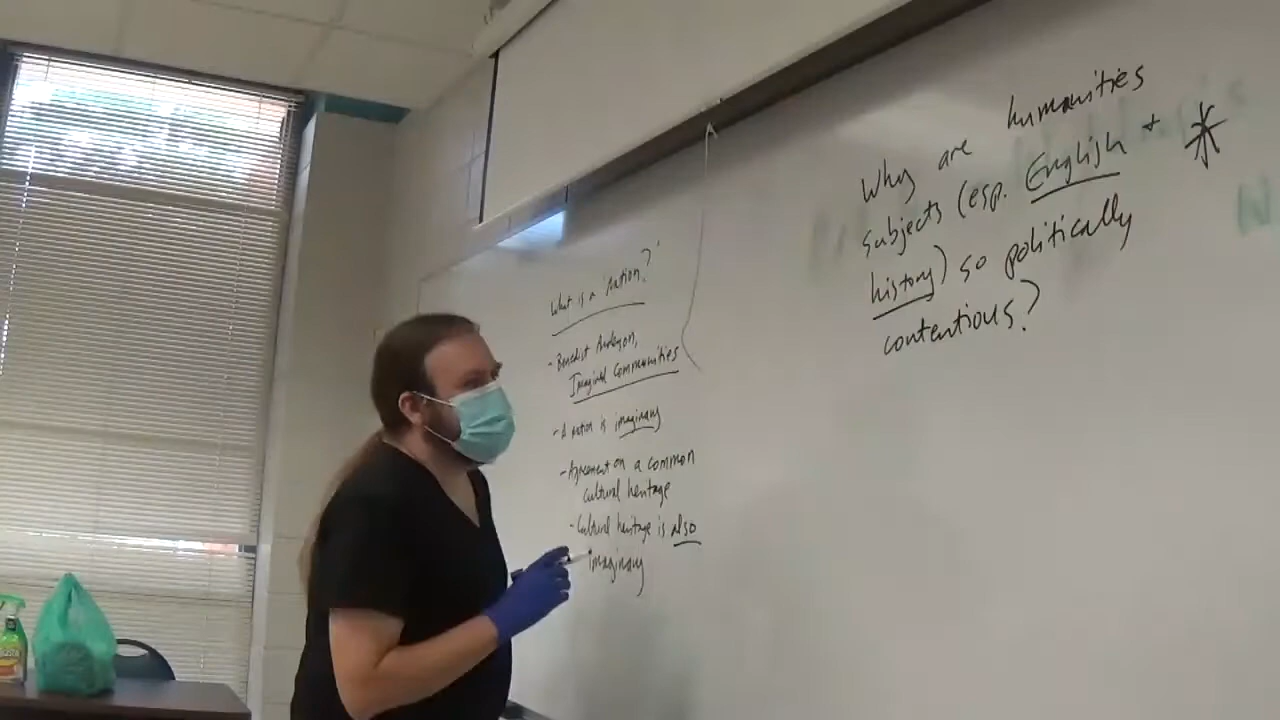 What is a 'Nation?'
- Benedict Anderson,
Imagined Communities
- A nation is imaginary
- Agreement on a common
cultural heritage
- Cultural heritage is also
imaginary
Why are humanities
subjects (esp. English +
history) so politically
contentious?